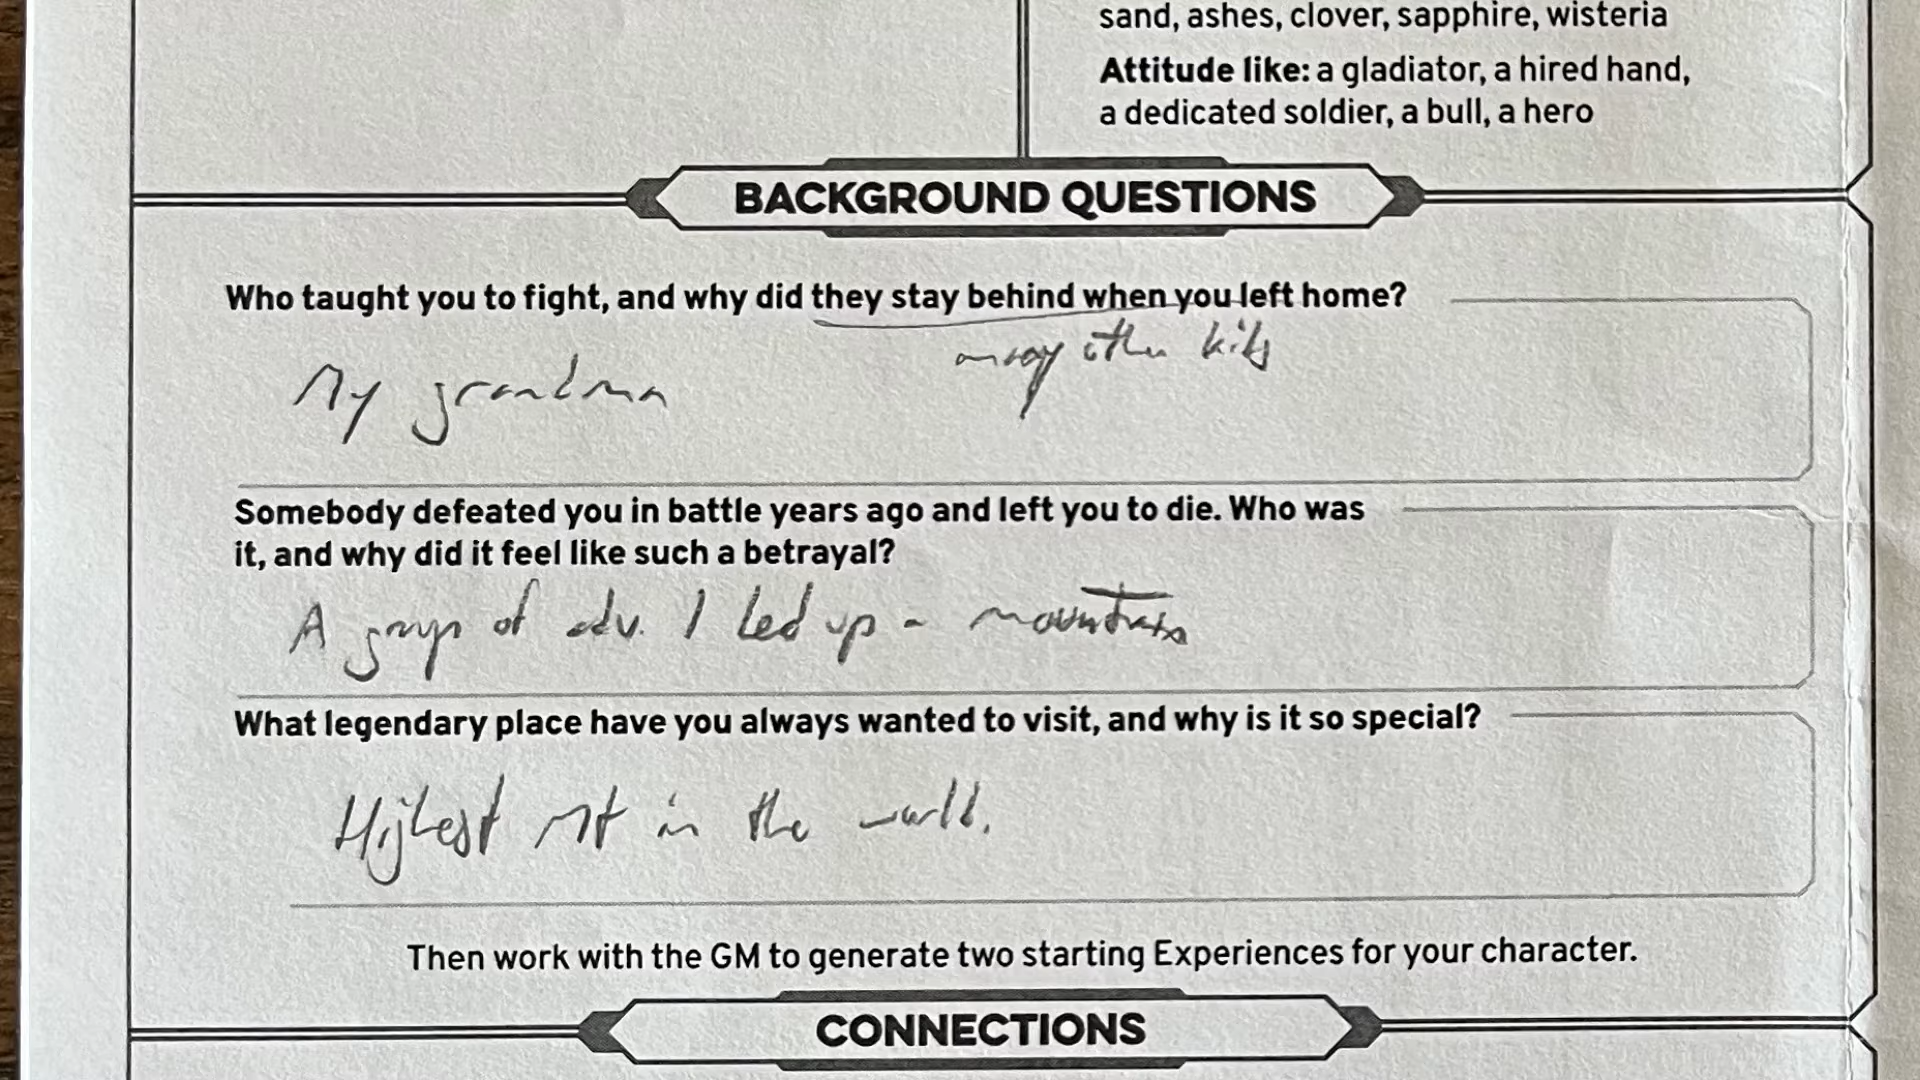 sand, ashes, clover, sapphire, wisteria
Attitude like: a gladiator, a hired hand,
a dedicated soldier, a bull, a hero
BACKGROUND QUESTIONS
Who taught you to fight, and why did they stay behind when you left home?
many other kids
My grandma
Somebody defeated you in battle years ago and left you to die. Who was
it, and why did it feel like such a betrayal?
A group of adv. I led up a mountain
What legendary place have you always wanted to visit, and why is it so special?
Highest Mt in the world.
Then work with the GM to generate two starting Experiences for your character.
CONNECTIONS